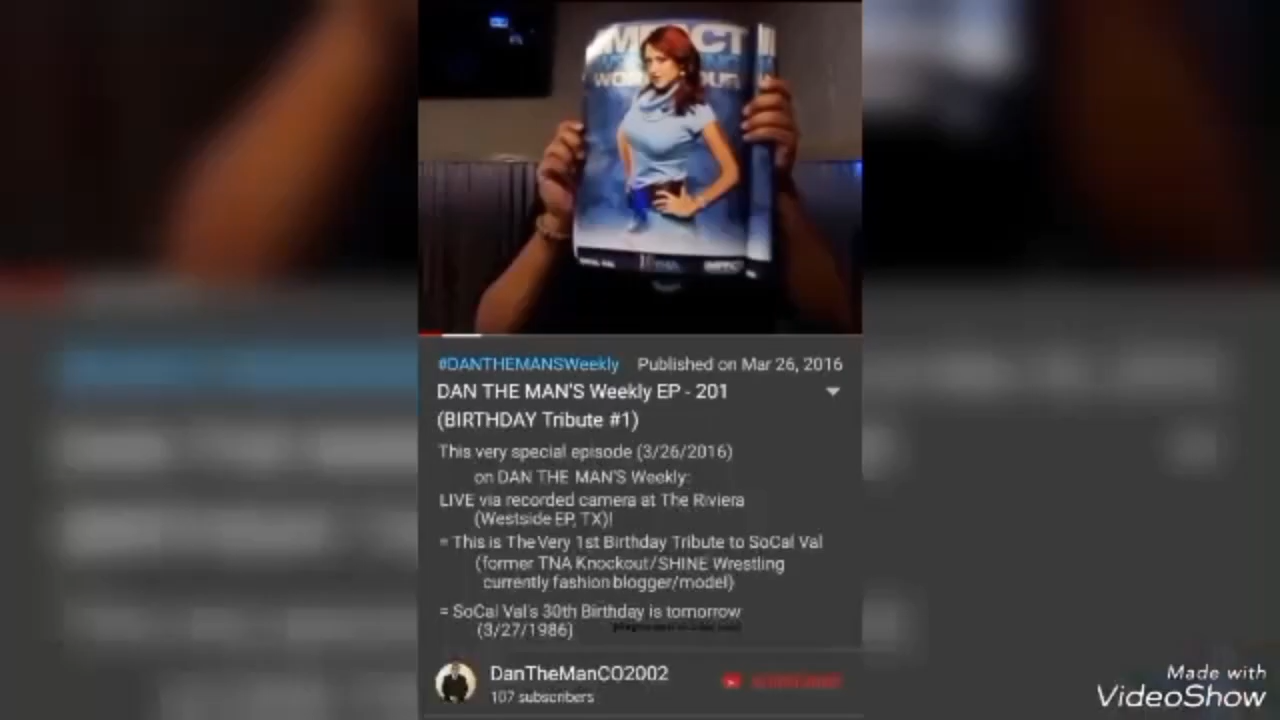 #DANTHEMANSWeekly Published on Mar 26, 2016
DAN THE MAN'S Weekly EP - 201
(BIRTHDAY Tribute #1)
This very special episode (3/26/2016)
on DAN THE MAN'S Weekly:
LIVE via recorded camera at The Riviera
(Westside EP, TX)!
= This is The Very 1st Birthday Tribute to SoCal Val
(former TNA Knockout/SHINE Wrestling
currently fashion blogger/model)
= SoCal Val's 30th Birthday is tomorrow
(3/27/1986)
DanTheManCO2002
107 subscribers
Made with
VideoShow